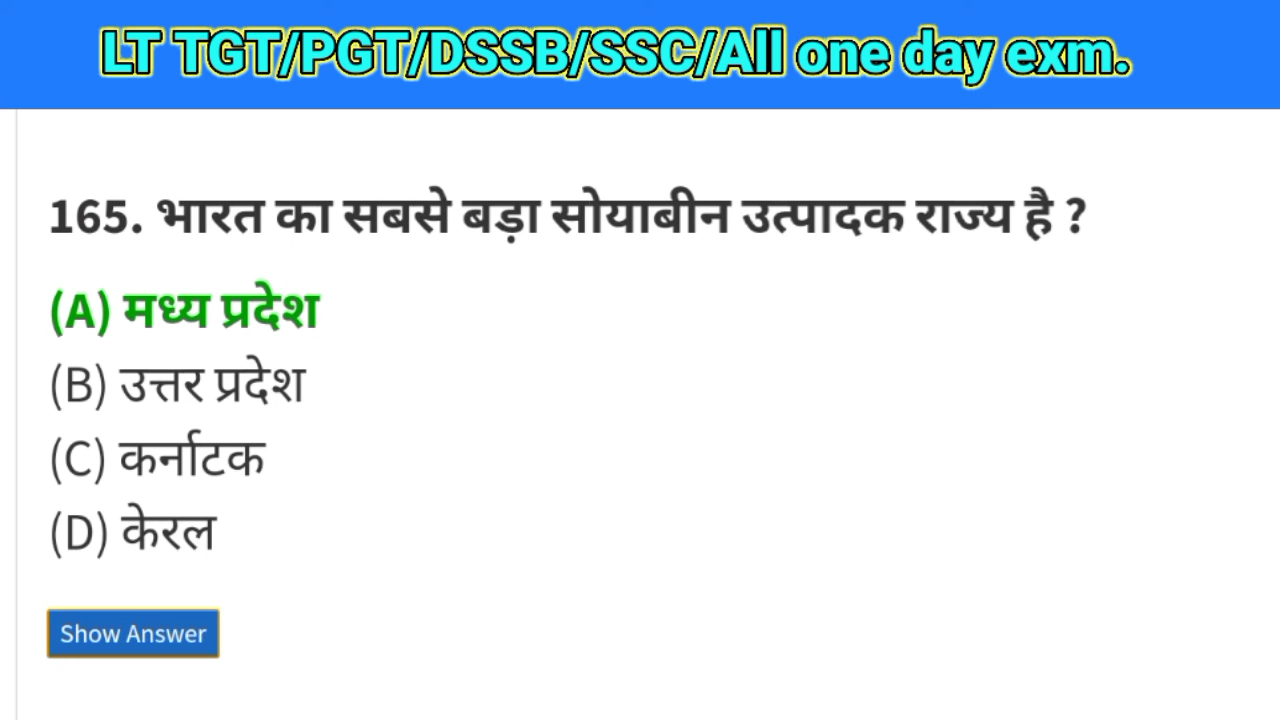 LT TGT/PGT/DSSB/SSC/All one day exm.
165. भारत का सबसे बड़ा सोयाबीन उत्पादक राज्य है ?
(A) मध्य प्रदेश
(B) उत्तर प्रदेश
(C) कर्नाटक
(D) केरल
Show Answer